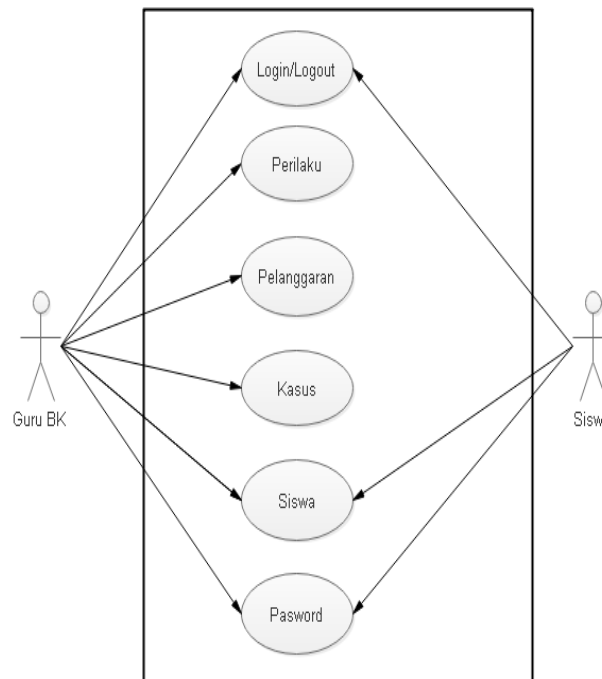 Login/Logout
Perilaku
Pelanggaran
Kasus
Siswa
Pasword
Guru BK
Sisw